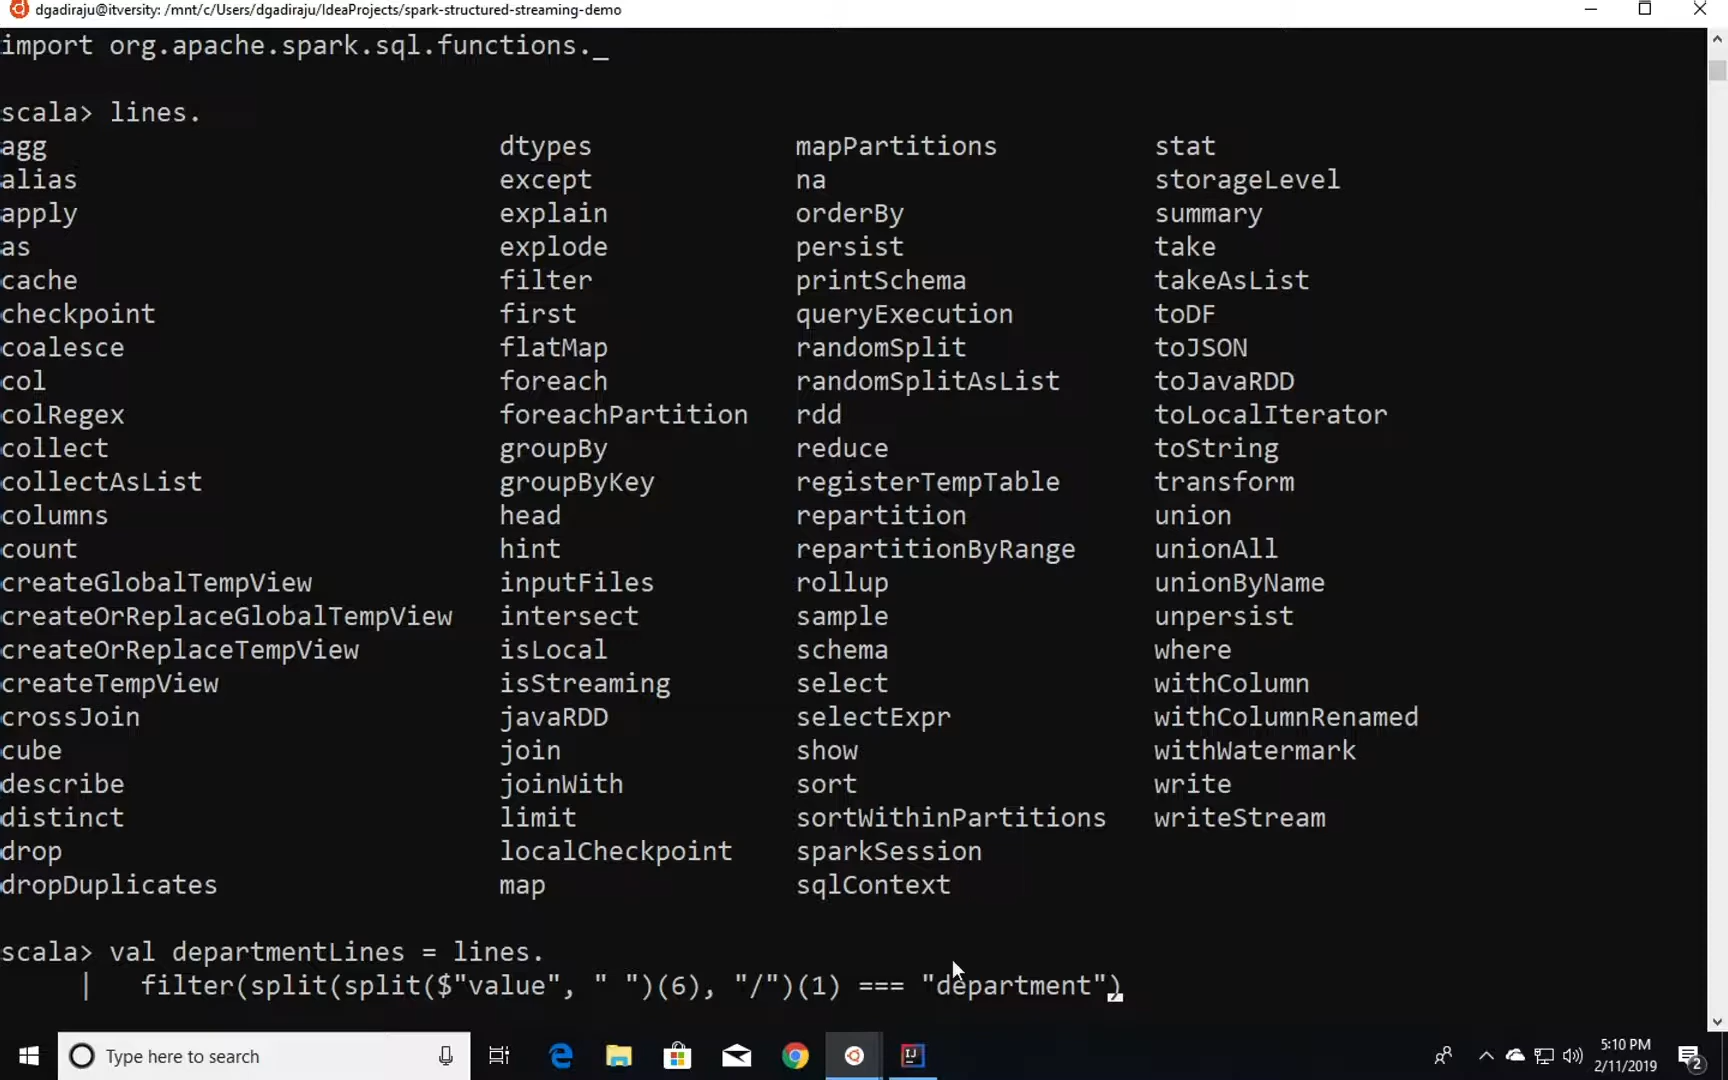 dgadiraju@itversity: /mnt/c/Users/dgadiraju/IdeaProjects/spark-structured-streaming-demo
import org.apache.spark.sql.functions._
scala> lines.
agg dtypes mapPartitions stat
alias except na storageLevel
apply explain orderBy summary
as explode persist take
cache filter printSchema takeAsList
checkpoint first queryExecution toDF
coalesce flatMap randomSplit toJSON
col foreach randomSplitAsList toJavaRDD
colRegex foreachPartition rdd toLocalIterator
collect groupBy reduce toString
collectAsList groupByKey registerTempTable transform
columns head repartition union
count hint repartitionByRange unionAll
createGlobalTempView inputFiles rollup unionByName
createOrReplaceGlobalTempView intersect sample unpersist
createOrReplaceTempView isLocal schema where
createTempView isStreaming select withColumn
crossJoin javaRDD selectExpr withColumnRenamed
cube join show withWatermark
describe joinWith sort write
distinct limit sortWithinPartitions writeStream
drop localCheckpoint sparkSession
dropDuplicates map sqlContext
scala> val departmentLines = lines.
| filter(split(split($"value", " ")(6), "/")(1) === "department")
Type here to search
IJ
5:10 PM
2/11/2019
2